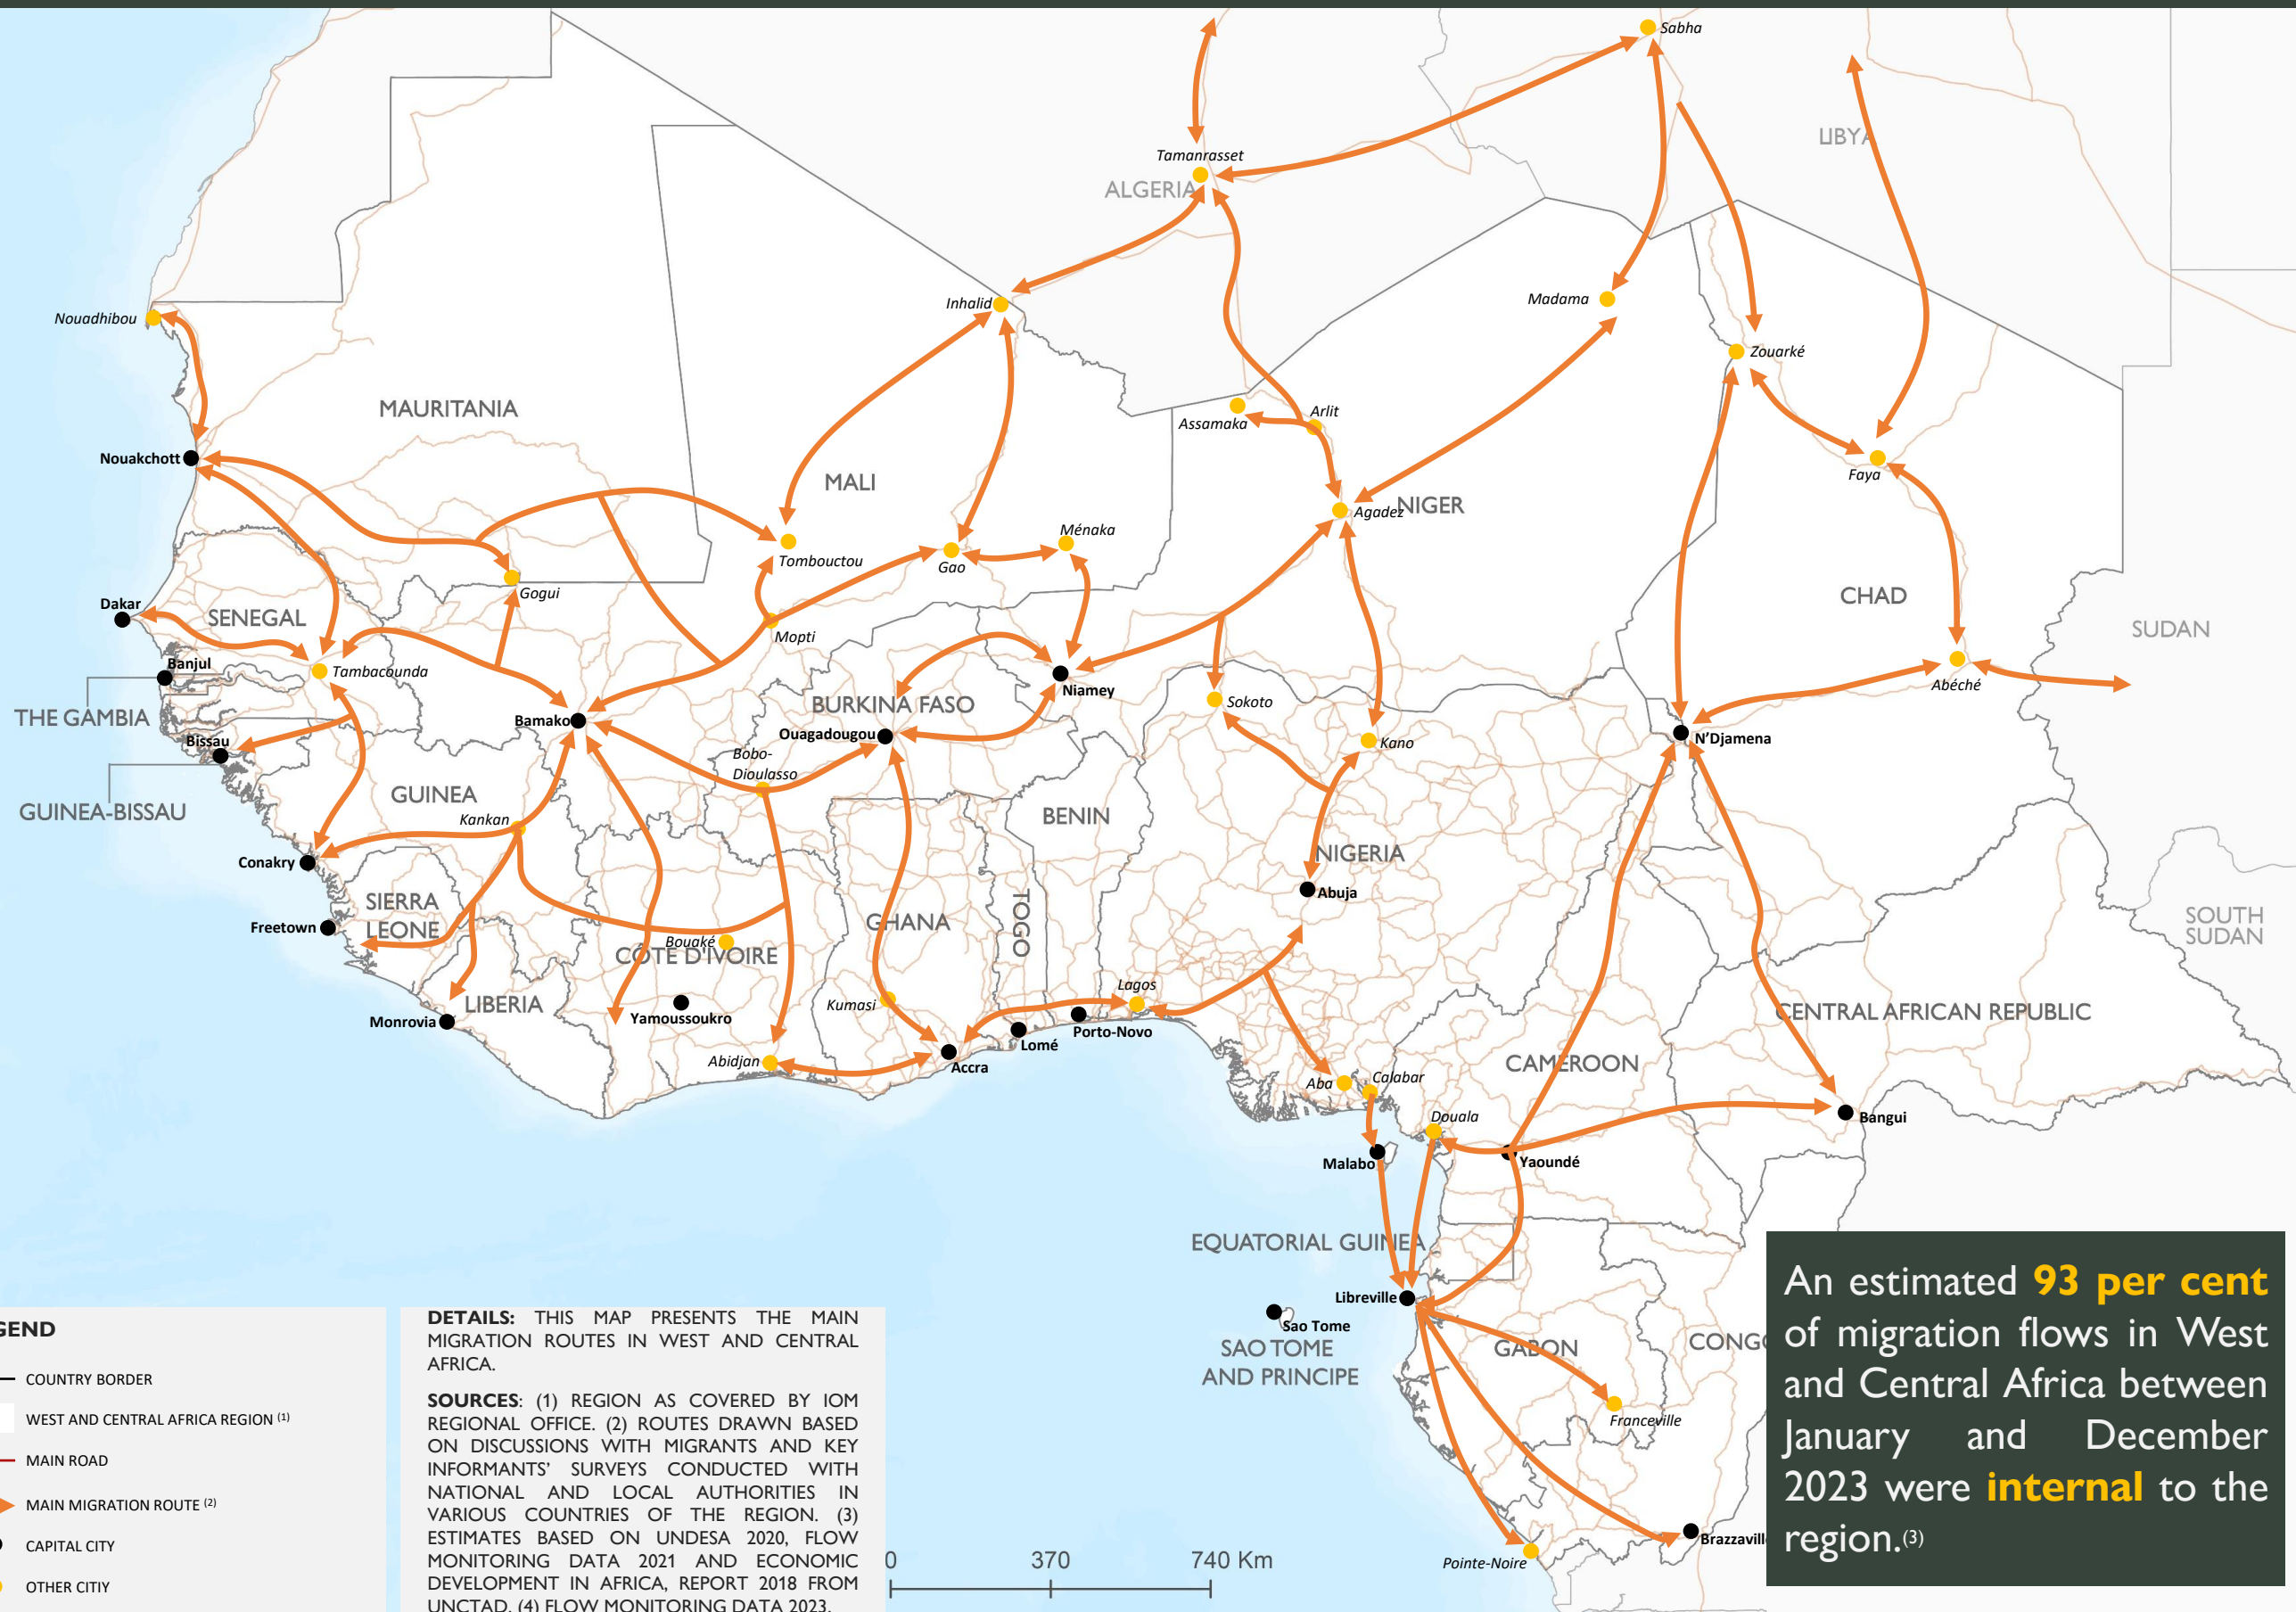 Sabha
LIBYA
Tamanrasset
ALGERIA
Inhalid
Madama
Nouadhibou
Zouarké
MAURITANIA
Arlit
Assamaka
Nouakchott
MALI
Faya
Agadez
NIGER
Ménaka
Tombouctou
Gao
Gogui
CHAD
Dakar
SENEGAL
SUDAN
Mopti
Banjul
Tambacounda
Niamey
Abéché
THE GAMBIA
BURKINA FASO
Sokoto
Bamako
Ouagadougou
Bissau
Kano
N'Djamena
Bobo-
Dioulasso
GUINEA
GUINEA-BISSAU
Kankan
BENIN
Conakry
NIGERIA
Abuja
SIERRA
LEONE
Freetown
GHANA
TOGO
SOUTH
SUDAN
Bouaké
CÔTE D'IVOIRE
Lagos
LIBERIA
Kumasi
Monrovia
Yamoussoukro
Porto-Novo
CENTRAL AFRICAN REPUBLIC
Lomé
Abidjan
Accra
CAMEROON
Aba
Calabar
Douala
Bangui
Malabo
Yaoundé
EQUATORIAL GUINEA
Libreville
Sao Tome
SAO TOME
AND PRINCIPE
GABON
CONGO
Franceville
Brazzavill
Pointe-Noire
An estimated 93 per cent
of migration flows in West
and Central Africa between
January and December
2023 were internal to the
region.(3)
GEND
COUNTRY BORDER
WEST AND CENTRAL AFRICA REGION (1)
MAIN ROAD
MAIN MIGRATION ROUTE (2)
CAPITAL CITY
OTHER CITIY
DETAILS: THIS MAP PRESENTS THE MAIN
MIGRATION ROUTES IN WEST AND CENTRAL
AFRICA.
SOURCES: (1) REGION AS COVERED BY IOM
REGIONAL OFFICE. (2) ROUTES DRAWN BASED
ON DISCUSSIONS WITH MIGRANTS AND KEY
INFORMANTS' SURVEYS CONDUCTED WITH
NATIONAL AND LOCAL AUTHORITIES IN
VARIOUS COUNTRIES OF THE REGION. (3)
ESTIMATES BASED ON UNDESA 2020, FLOW
MONITORING DATA 2021 AND ECONOMIC
DEVELOPMENT IN AFRICA, REPORT 2018 FROM
UNCTAD. (4) FLOW MONITORING DATA 2023.
0 370 740 Km